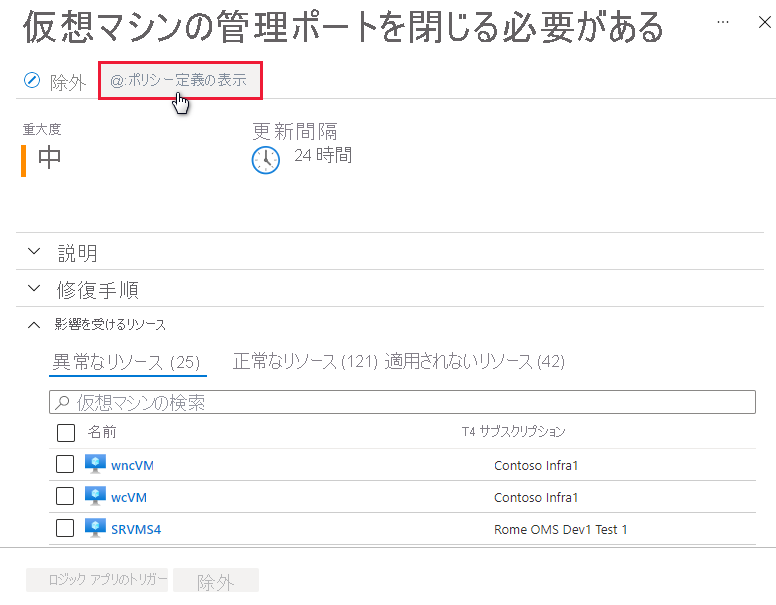 仮想マシンの管理ポートを閉じる必要がある ... ×
除外 @:ポリシー定義の表示
重大度 更新間隔
中 24 時間
説明
修復手順
影響を受けるリソース
異常なリソース (25) 正常なリソース (121) 適用されないリソース (42)
仮想マシンの検索
名前 T4 サブスクリプション
wncVM Contoso Infra1
wcVM Contoso Infra1
SRVMS4 Rome OMS Dev1 Test 1
ロジック アプリのトリガー 除外